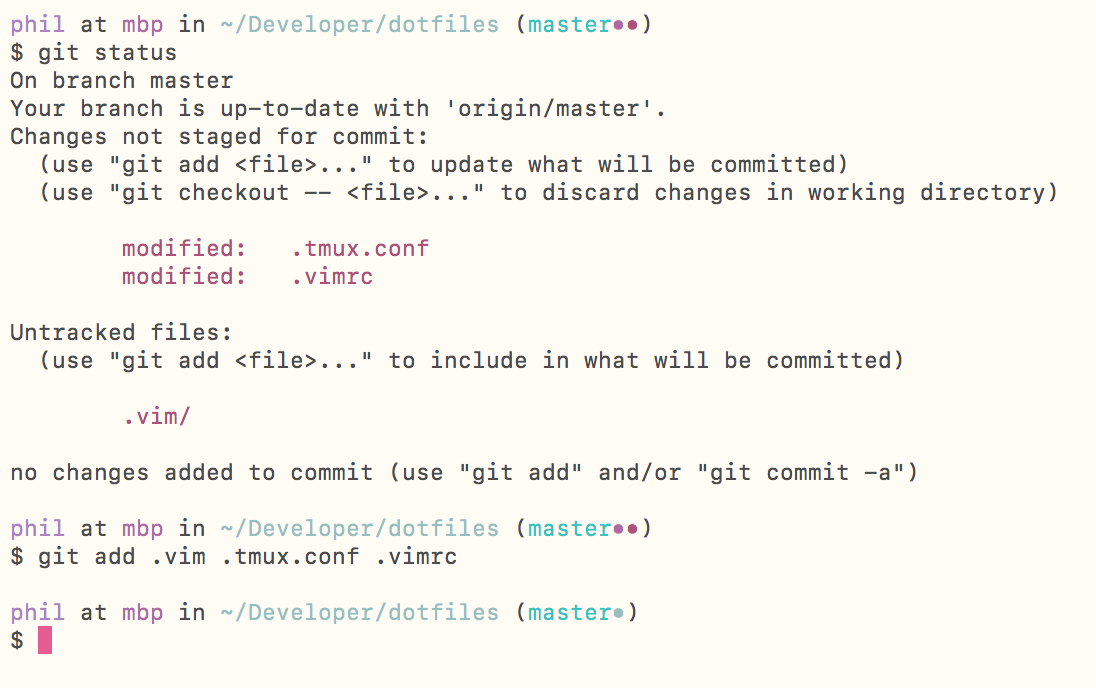 phil at mbp in ~/Developer/dotfiles (master••)
$ git status
On branch master
Your branch is up-to-date with 'origin/master'.
Changes not staged for commit:
  (use "git add <file>..." to update what will be committed)
  (use "git checkout -- <file>..." to discard changes in working directory)
        modified:   .tmux.conf
        modified:   .vimrc
Untracked files:
  (use "git add <file>..." to include in what will be committed)
        .vim/
no changes added to commit (use "git add" and/or "git commit -a")
phil at mbp in ~/Developer/dotfiles (master••)
$ git add .vim .tmux.conf .vimrc
phil at mbp in ~/Developer/dotfiles (master•)
$